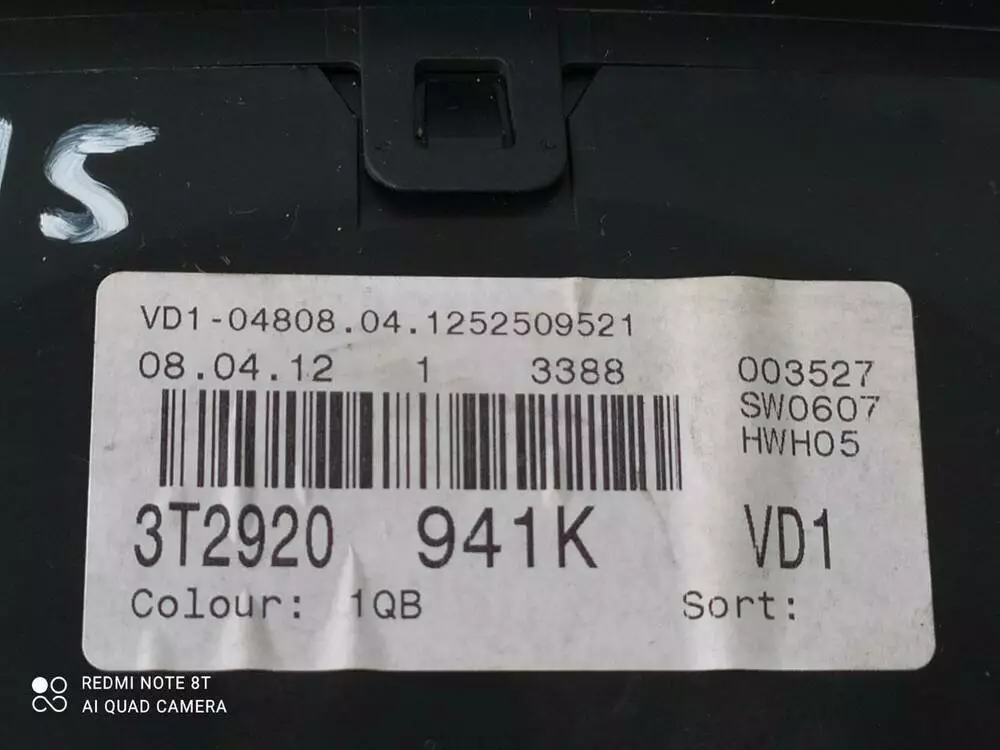 S
VD1-04808.04.1252509521
08.04.12 1 3388 003527
SW0607
HWH05
3T2920 941K VD1
Colour: 1QB Sort:
REDMI NOTE 8T
AI QUAD CAMERA